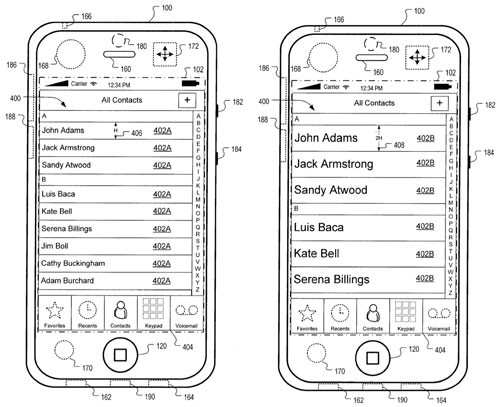 166
100
n
172
168
180
160
186
102
Carrier 12:34 PM
400
All Contacts +
188
182
184
A
John Adams H 406 402A
Jack Armstrong 402A
Sandy Atwood 402A
B
Luis Baca 402A
Kate Bell 402A
Serena Billings 402A
Jim Boll 402A
Cathy Buckingham 402A
Adam Burchard 402A
A
B
C
D
E
F
G
H
I
J
K
L
M
N
O
P
Q
R
S
T
U
V
W
X
Y
Z
Favorites Recents Contacts Keypad Voicemail
404
170
120
162 190 164
166
100
n
172
168
180
160
186
102
Carrier 12:34 PM
400
All Contacts +
188
182
184
A
John Adams 2H 406 402B
Jack Armstrong 402B
Sandy Atwood 402B
B
Luis Baca 402B
Kate Bell 402B
Serena Billings 402B
A
B
C
D
E
F
G
H
I
J
K
L
M
N
O
P
Q
R
S
T
U
V
W
X
Y
Z
Favorites Recents Contacts Keypad Voicemail
404
170
120
162 190 164